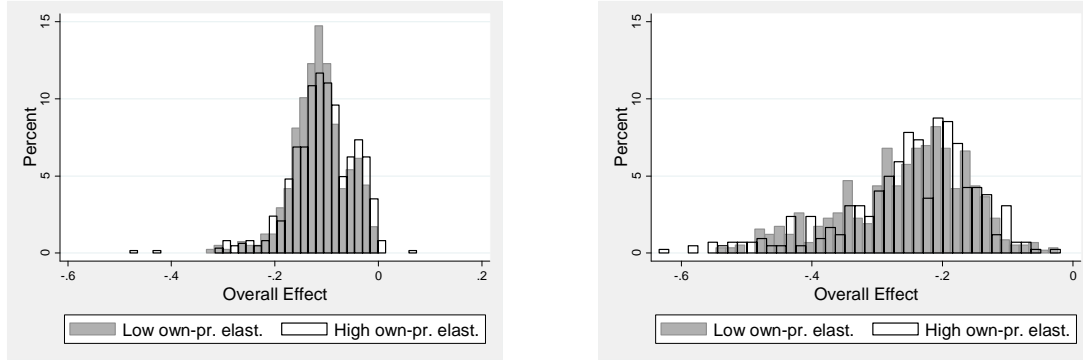 15
10
5
0
Percent
-.6 -.4 -.2 0 .2
Overall Effect
Low own-pr. elast. High own-pr. elast.
15
10
5
0
Percent
-.6 -.4 -.2 0
Overall Effect
Low own-pr. elast. High own-pr. elast.